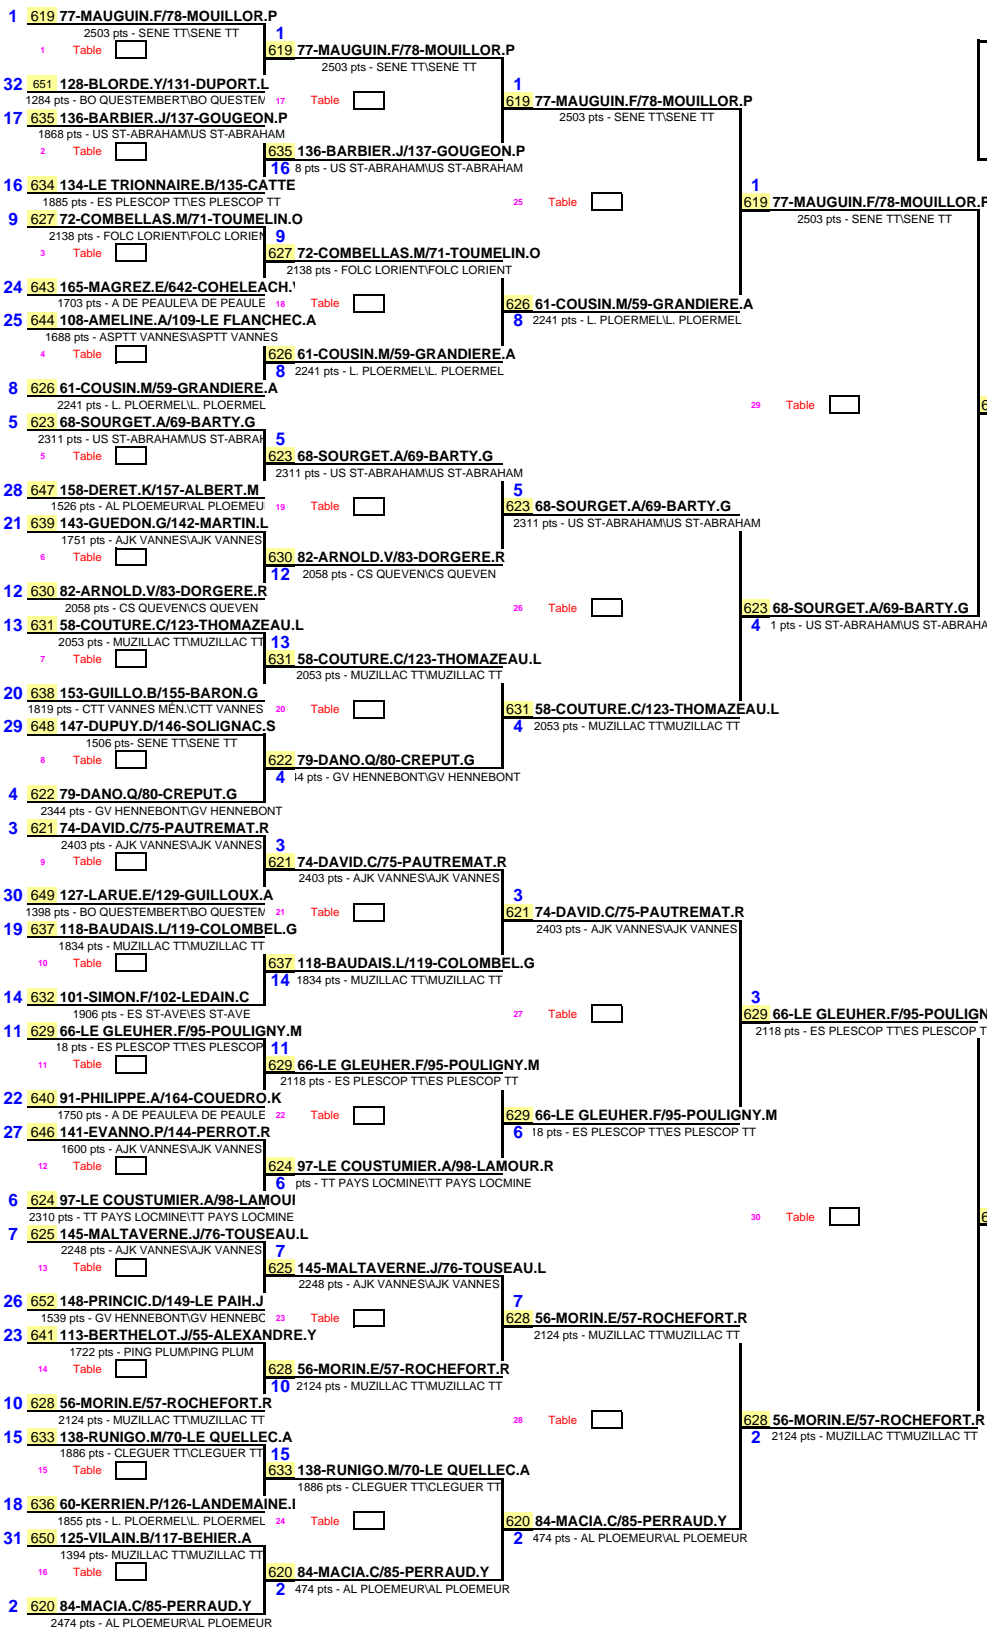 1 619 77-MAUGUIN.F/78-MOUILLOR.P
2503 pts - SENE TT\SENE TT
1 Table
32 651 128-BLORDE.Y/131-DUPORT.L
1284 pts - BO QUESTEMBERT\BO QUESTEM
17 635 136-BARBIER.J/137-GOUGEON.P
1868 pts - US ST-ABRAHAM\US ST-ABRAHAM
2 Table
16 634 134-LE TRIONNAIRE.B/135-CATTE
1885 pts - ES PLESCOP TT\ES PLESCOP TT
9 627 72-COMBELLAS.M/71-TOUMELIN.O
2138 pts - FOLC LORIENT\FOLC LORIEN
3 Table
24 643 165-MAGREZ.E/642-COHELEACH.
1703 pts - A DE PEAULE\A DE PEAULE
25 644 108-AMELINE.A/109-LE FLANCHEC.A
1688 pts - ASPTT VANNES\ASPTT VANNES
4 Table
8 626 61-COUSIN.M/59-GRANDIERE.A
2241 pts - L. PLOERMEL\L. PLOERMEL
5 623 68-SOURGET.A/69-BARTY.G
2311 pts - US ST-ABRAHAM\US ST-ABRAH
5 Table
28 647 158-DERET.K/157-ALBERT.M
1526 pts - AL PLOEMEUR\AL PLOEMEU
21 639 143-GUEDON.G/142-MARTIN.L
1751 pts - AJK VANNES\AJK VANNES
6 Table
12 630 82-ARNOLD.V/83-DORGERE.R
2058 pts - CS QUEVEN\CS QUEVEN
13 631 58-COUTURE.C/123-THOMAZEAU.L
2053 pts - MUZILLAC TT\MUZILLAC TT
7 Table
20 638 153-GUILLO.B/155-BARON.G
1819 pts - CTT VANNES MÉN.\CTT VANNES
29 648 147-DUPUY.D/146-SOLIGNAC.S
1506 pts- SENE TT\SENE TT
8 Table
4 622 79-DANO.Q/80-CREPUT.G
2344 pts - GV HENNEBONT\GV HENNEBONT
3 621 74-DAVID.C/75-PAUTREMAT.R
2403 pts - AJK VANNES\AJK VANNES
9 Table
30 649 127-LARUE.E/129-GUILLOUX.A
1398 pts - BO QUESTEMBERT\BO QUESTEM
19 637 118-BAUDAIS.L/119-COLOMBEL.G
1834 pts - MUZILLAC TT\MUZILLAC TT
10 Table
14 632 101-SIMON.F/102-LEDAIN.C
1906 pts - ES ST-AVE\ES ST-AVE
11 629 66-LE GLEUHER.F/95-POULIGNY.M
18 pts - ES PLESCOP TT\ES PLESCOP
11 Table
22 640 91-PHILIPPE.A/164-COUEDRO.K
1750 pts - A DE PEAULE\A DE PEAULE
27 646 141-EVANNO.P/144-PERROT.R
1600 pts - AJK VANNES\AJK VANNES
12 Table
6 624 97-LE COUSTUMIER.A/98-LAMOUR
2310 pts - TT PAYS LOCMINE\TT PAYS LOCMINE
7 625 145-MALTAVERNE.J/76-TOUSEAU.L
2248 pts - AJK VANNES\AJK VANNES
13 Table
26 652 148-PRINCIC.D/149-LE PAIH.J
1539 pts - GV HENNEBONT\GV HENNEBO
23 641 113-BERTHELOT.J/55-ALEXANDRE.Y
1722 pts - PING PLUM\PING PLUM
14 Table
10 628 56-MORIN.E/57-ROCHEFORT.R
2124 pts - MUZILLAC TT\MUZILLAC TT
15 633 138-RUNIGO.M/70-LE QUELLEC.A
1886 pts - CLEGUER TT\CLEGUER TT
15 Table
18 636 60-KERRIEN.P/126-LANDEMAINE.
1855 pts - L. PLOERMEL\L. PLOERMEL
31 650 125-VILAIN.B/117-BEHIER.A
1394 pts- MUZILLAC TT\MUZILLAC TT
16 Table
2 620 84-MACIA.C/85-PERRAUD.Y
2474 pts - AL PLOEMEUR\AL PLOEMEUR
1
619 77-MAUGUIN.F/78-MOUILLOR.P
2503 pts - SENE TT\SENE TT
17 Table
635 136-BARBIER.J/137-GOUGEON.P
16 8 pts - US ST-ABRAHAM\US ST-ABRAHAM
9
627 72-COMBELLAS.M/71-TOUMELIN.O
2138 pts - FOLC LORIENT\FOLC LORIENT
18 Table
626 61-COUSIN.M/59-GRANDIERE.A
8 2241 pts - L. PLOERMEL\L. PLOERMEL
5
623 68-SOURGET.A/69-BARTY.G
2311 pts - US ST-ABRAHAM\US ST-ABRAHAM
19 Table
630 82-ARNOLD.V/83-DORGERE.R
12 2058 pts - CS QUEVEN\CS QUEVEN
13
631 58-COUTURE.C/123-THOMAZEAU.L
2053 pts - MUZILLAC TT\MUZILLAC TT
20 Table
622 79-DANO.Q/80-CREPUT.G
4 4 pts - GV HENNEBONT\GV HENNEBONT
3
621 74-DAVID.C/75-PAUTREMAT.R
2403 pts - AJK VANNES\AJK VANNES
21 Table
637 118-BAUDAIS.L/119-COLOMBEL.G
14 1834 pts - MUZILLAC TT\MUZILLAC TT
11
629 66-LE GLEUHER.F/95-POULIGNY.M
2118 pts - ES PLESCOP TT\ES PLESCOP TT
22 Table
624 97-LE COUSTUMIER.A/98-LAMOUR.R
6 pts - TT PAYS LOCMINE\TT PAYS LOCMINE
7
625 145-MALTAVERNE.J/76-TOUSEAU.L
2248 pts - AJK VANNES\AJK VANNES
23 Table
628 56-MORIN.E/57-ROCHEFORT.R
10 2124 pts - MUZILLAC TT\MUZILLAC TT
15
633 138-RUNIGO.M/70-LE QUELLEC.A
1886 pts - CLEGUER TT\CLEGUER TT
24 Table
620 84-MACIA.C/85-PERRAUD.Y
2 474 pts - AL PLOEMEUR\AL PLOEMEUR
1
619 77-MAUGUIN.F/78-MOUILLOR.P
2503 pts - SENE TT\SENE TT
25 Table
626 61-COUSIN.M/59-GRANDIERE.A
8 2241 pts - L. PLOERMEL\L. PLOERMEL
5
623 68-SOURGET.A/69-BARTY.G
2311 pts - US ST-ABRAHAM\US ST-ABRAHAM
26 Table
631 58-COUTURE.C/123-THOMAZEAU.L
4 2053 pts - MUZILLAC TT\MUZILLAC TT
3
621 74-DAVID.C/75-PAUTREMAT.R
2403 pts - AJK VANNES\AJK VANNES
27 Table
629 66-LE GLEUHER.F/95-POULIGNY.M
6 18 pts - ES PLESCOP TT\ES PLESCOP TT
7
628 56-MORIN.E/57-ROCHEFORT.R
2124 pts - MUZILLAC TT\MUZILLAC TT
28 Table
620 84-MACIA.C/85-PERRAUD.Y
2 474 pts - AL PLOEMEUR\AL PLOEMEUR
1
619 77-MAUGUIN.F/78-MOUILLOR.P
2503 pts - SENE TT\SENE TT
29 Table
623 68-SOURGET.A/69-BARTY.G
4 1 pts - US ST-ABRAHAM\US ST-ABRAHA
3
629 66-LE GLEUHER.F/95-POULIGN
2118 pts - ES PLESCOP TT\ES PLESCOP T
30 Table
628 56-MORIN.E/57-ROCHEFORT.R
2 2124 pts - MUZILLAC TT\MUZILLAC TT